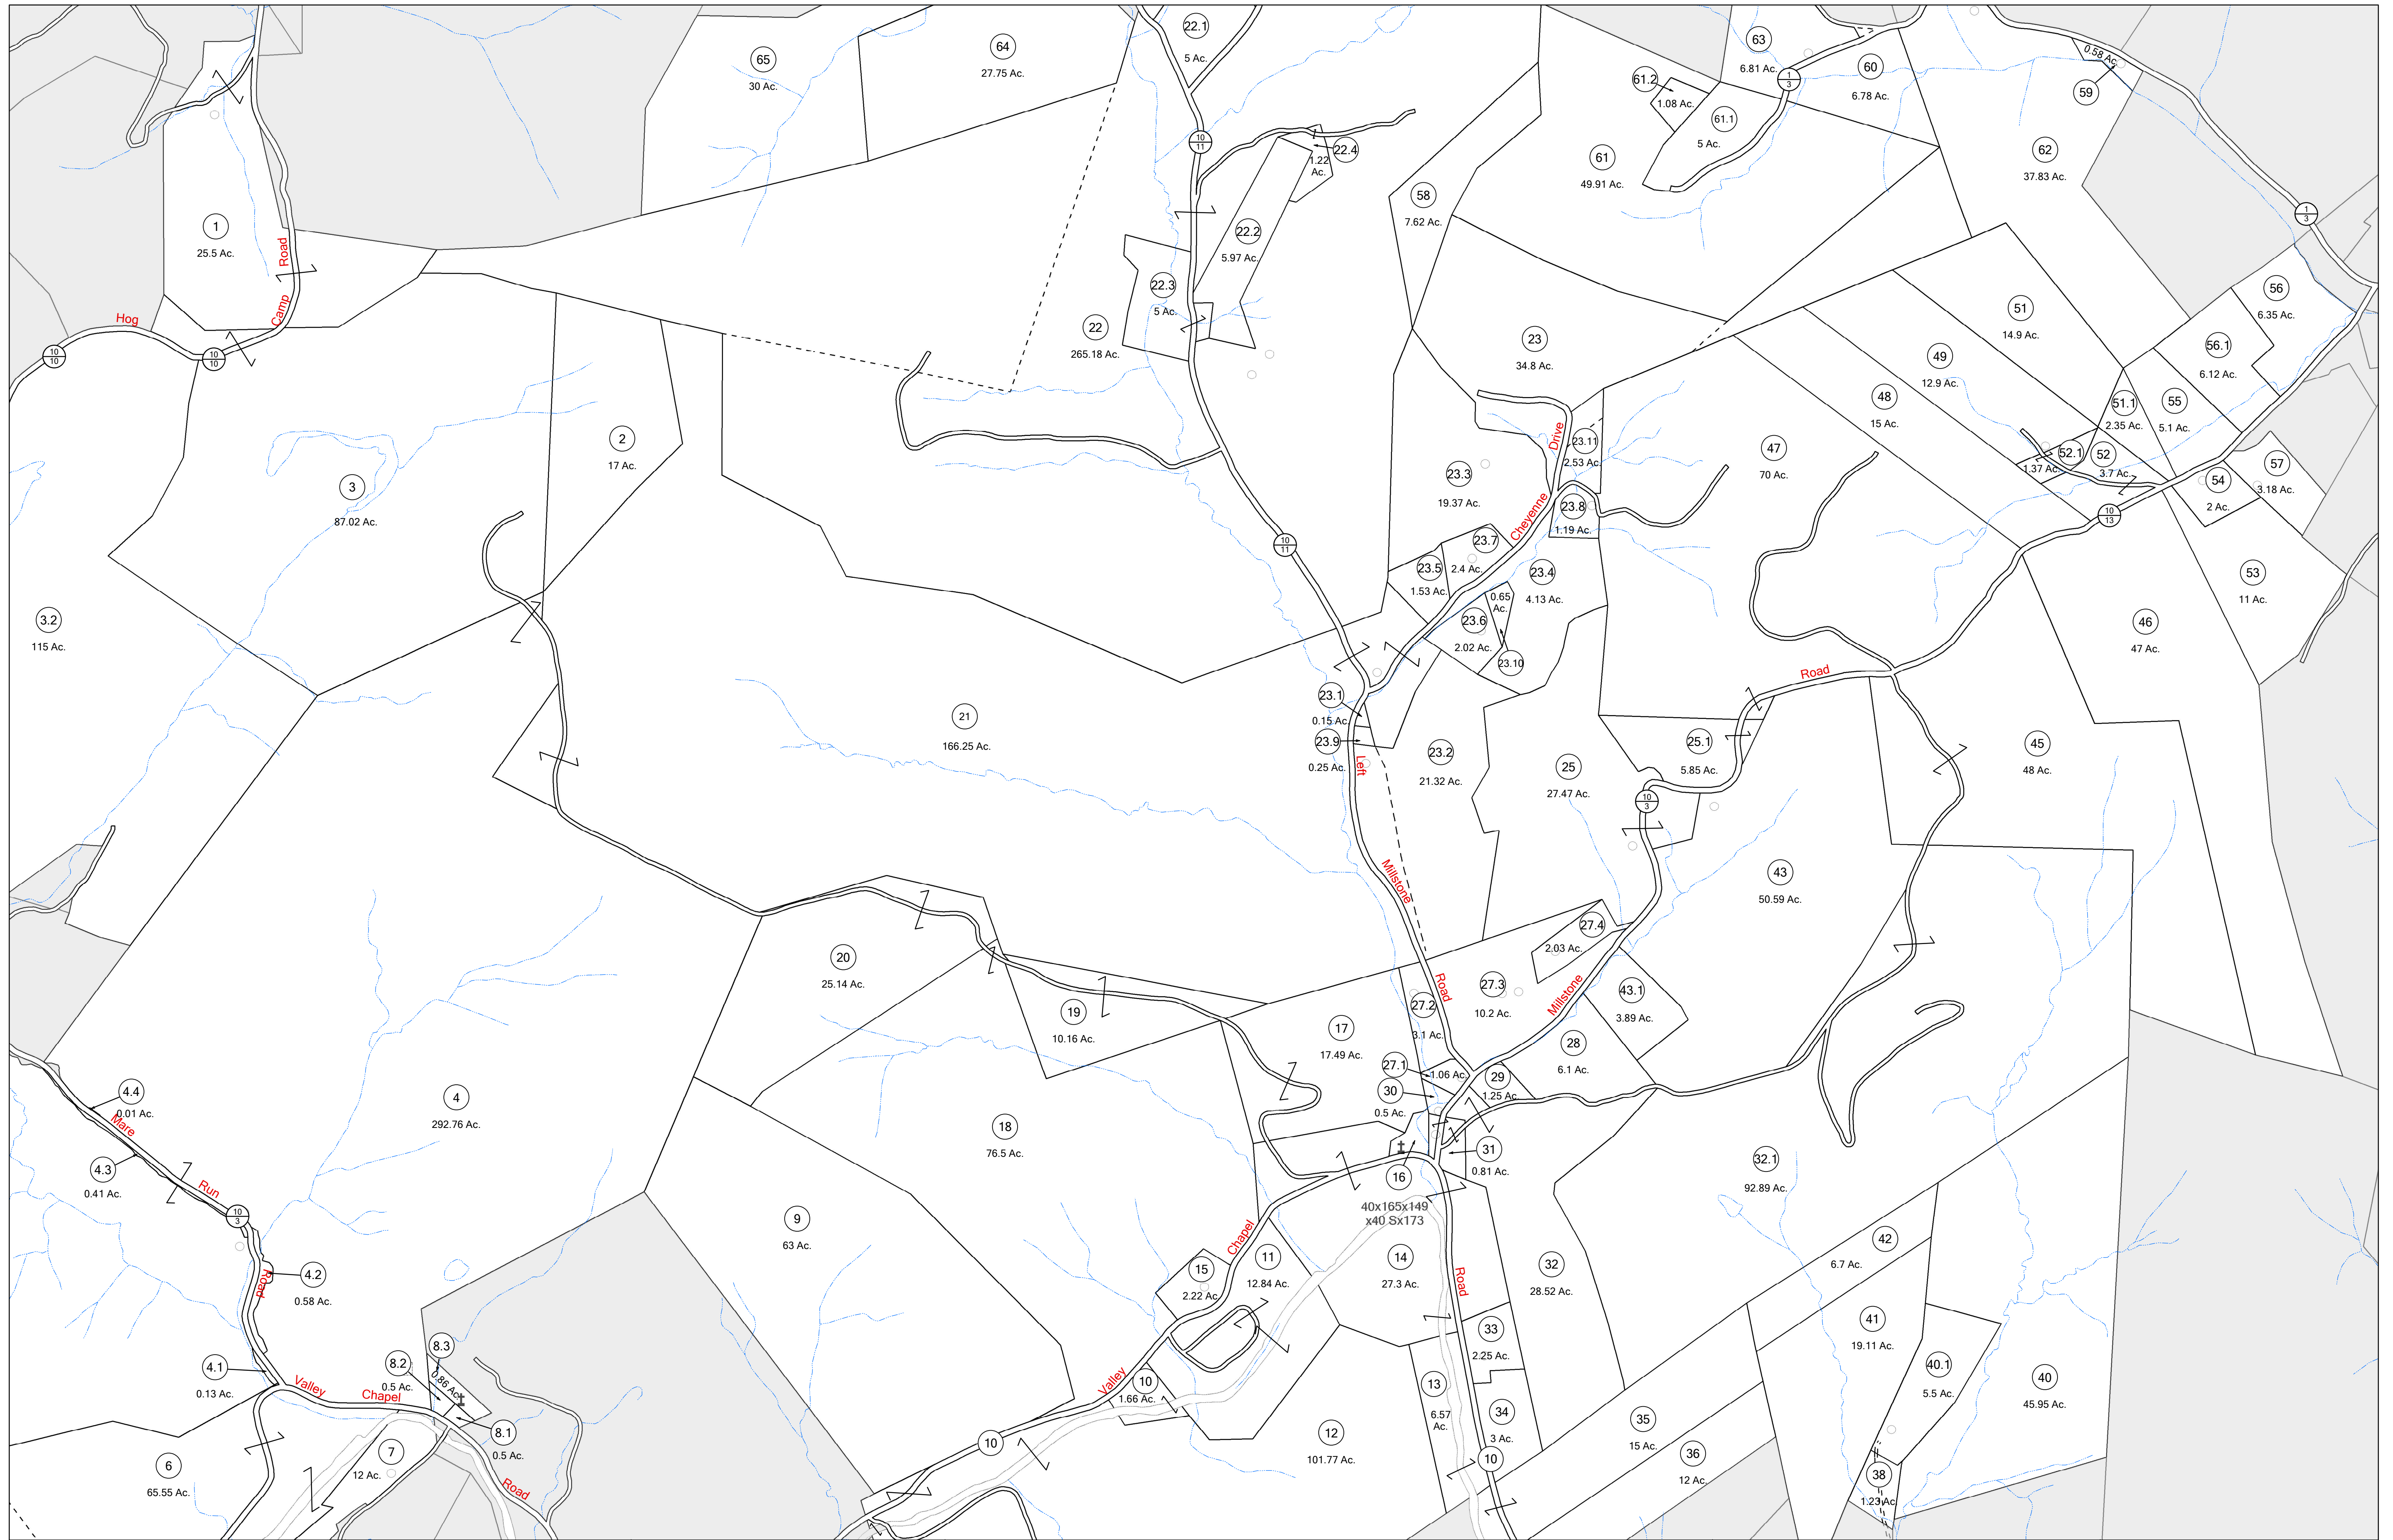 22.1
5 Ac.
65
30 Ac.
64
27.75 Ac.
63
6.81 Ac.
60
6.78 Ac.
0.58 Ac.
59
1
3
61.2
1.08 Ac.
61.1
5 Ac.
10
11
22.4
1.22
Ac.
61
49.91 Ac.
62
37.83 Ac.
58
7.62 Ac.
1
3
1
25.5 Ac.
Road
Camp
Hog
10
10
10
10
22.2
5.97 Ac.
22.3
5 Ac.
22
265.18 Ac.
23
34.8 Ac.
51
14.9 Ac.
56
6.35 Ac.
56.1
6.12 Ac.
49
12.9 Ac.
48
15 Ac.
51.1
2.35 Ac.
55
5.1 Ac.
2
17 Ac.
Drive
23.11
2.53 Ac.
47
70 Ac.
52.1
1.37 Ac.
52
3.7 Ac.
54
2 Ac.
57
3.18 Ac.
3
87.02 Ac.
23.3
19.37 Ac.
Cheyenne
23.8
1.19 Ac.
10
13
10
11
23.7
2.4 Ac.
23.5
1.53 Ac.
23.4
4.13 Ac.
0.65
Ac.
23.6
2.02 Ac.
23.10
53
11 Ac.
3.2
115 Ac.
46
47 Ac.
Road
23.1
0.15 Ac.
23.9
0.25 Ac.
Left
21
166.25 Ac.
23.2
21.32 Ac.
25
27.47 Ac.
25.1
5.85 Ac.
10
3
45
48 Ac.
Millstone
43
50.59 Ac.
27.4
2.03 Ac.
20
25.14 Ac.
Road
27.3
10.2 Ac.
Millstone
43.1
3.89 Ac.
27.2
3.1 Ac.
19
10.16 Ac.
17
17.49 Ac.
28
6.1 Ac.
27.1
1.06 Ac.
29
1.25 Ac.
30
0.5 Ac.
4.4
0.01 Ac.
Mare
4
292.76 Ac.
18
76.5 Ac.
4.3
0.41 Ac.
Run
31
0.81 Ac.
16
32.1
92.89 Ac.
40x165x149
x40 Sx173
10
3
9
63 Ac.
Chapel
11
12.84 Ac.
14
27.3 Ac.
32
28.52 Ac.
42
6.7 Ac.
4.2
0.58 Ac.
Road
15
2.22 Ac.
Road
33
2.25 Ac.
41
19.11 Ac.
8.3
0.86 Ac.
8.2
0.5 Ac.
4.1
0.13 Ac.
Valley
Chapel
Valley
10
1.66 Ac.
13
6.57
Ac.
40.1
5.5 Ac.
40
45.95 Ac.
34
3 Ac.
35
15 Ac.
8.1
0.5 Ac.
7
12 Ac.
10
12
101.77 Ac.
10
36
12 Ac.
6
65.55 Ac.
Road
38
1.23 Ac.